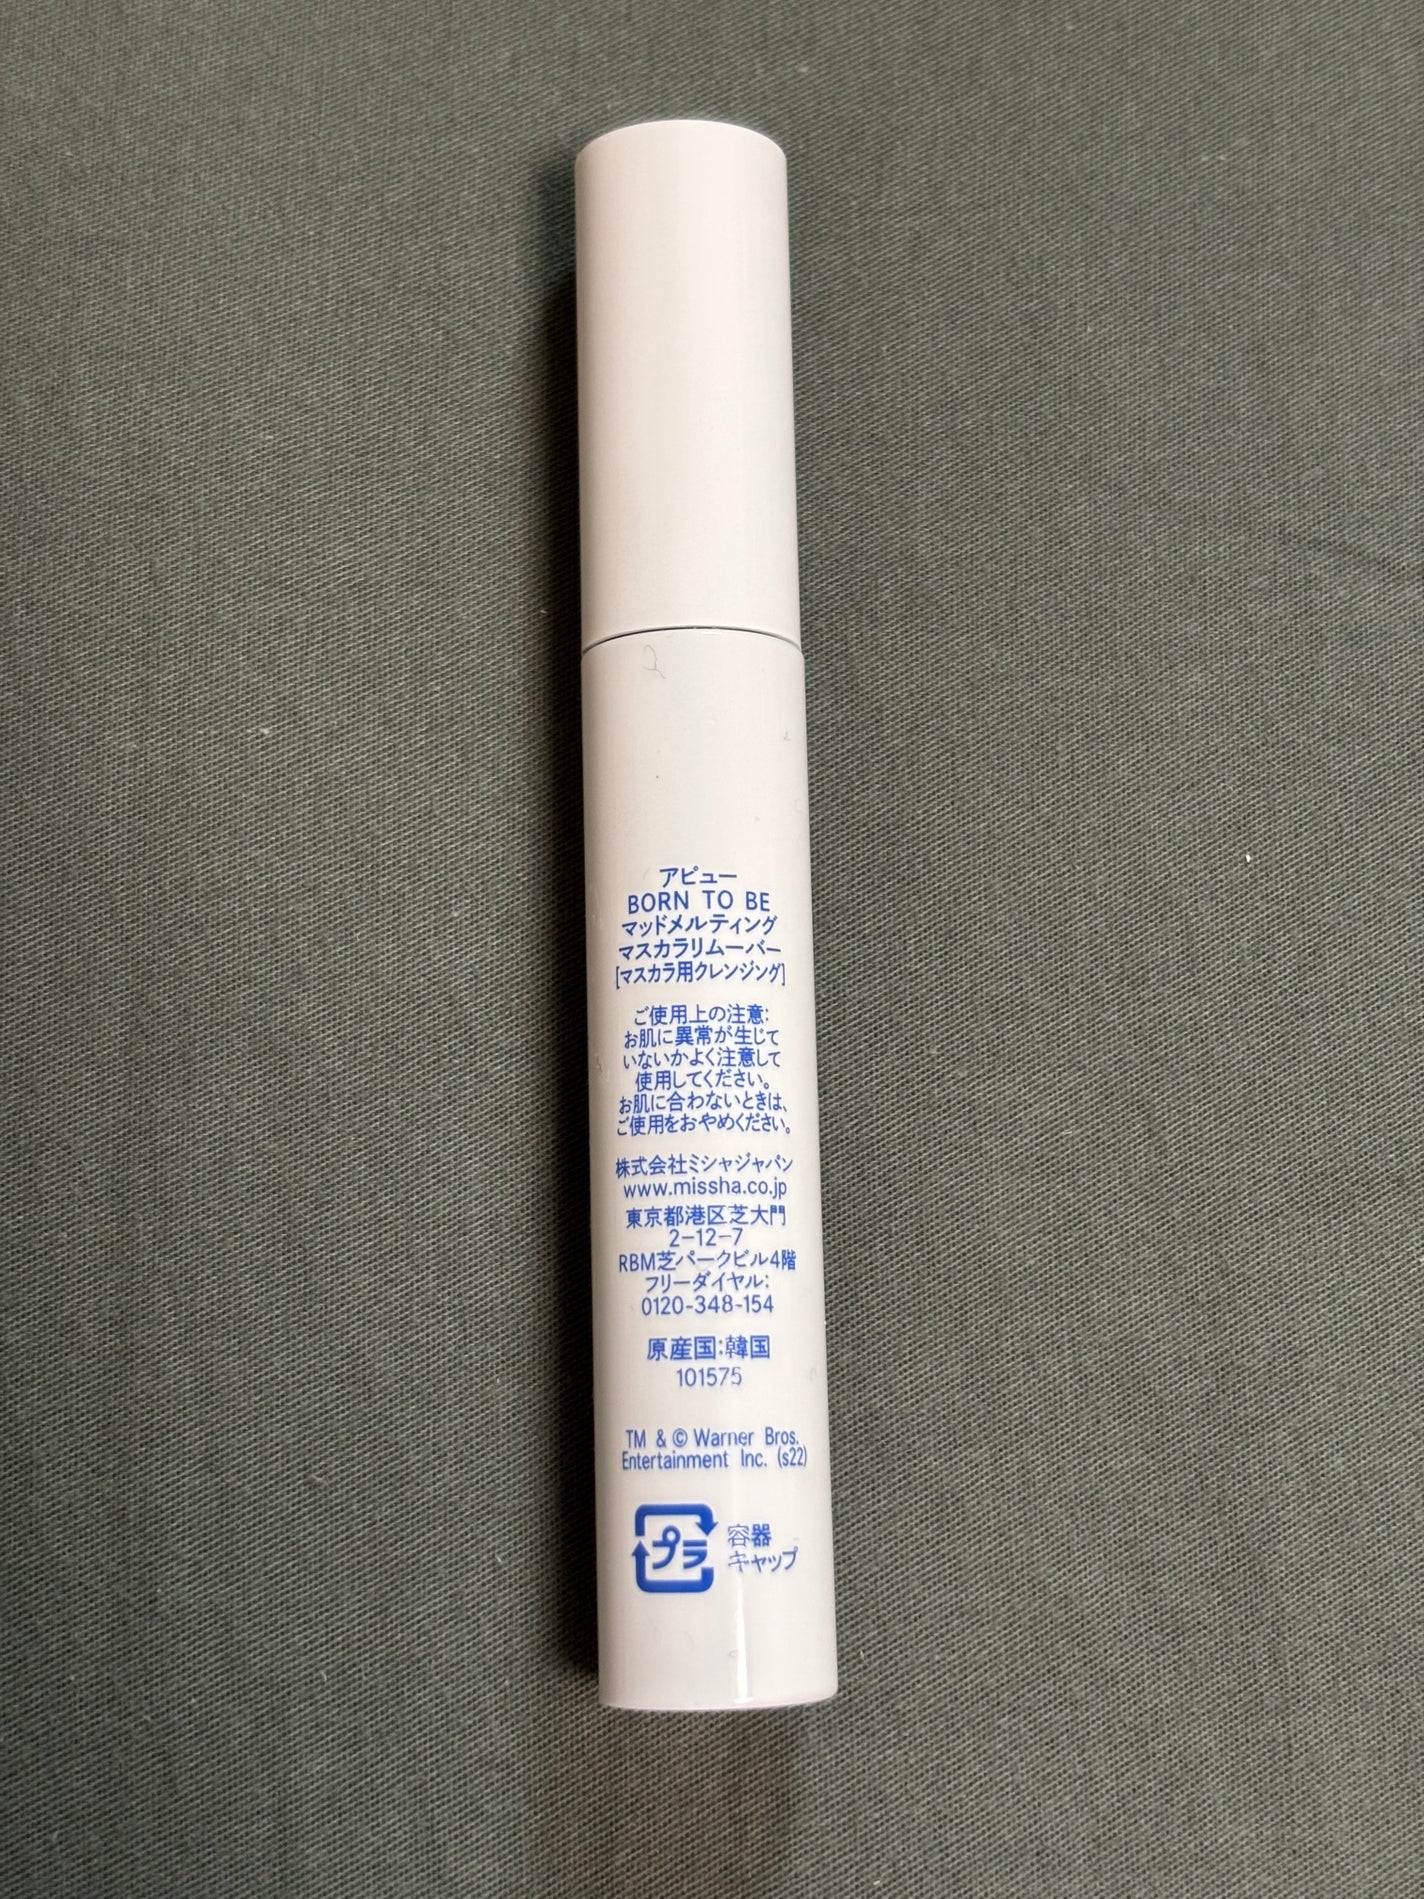 アピュー
BORN TO BE
マッドメルティング
マスカラリムーバー
[マスカラ用クレンジング]
ご使用上の注意:
お肌に異常が生じて
いないかよく注意して
使用してください。
お肌に合わないときは、
ご使用をおやめください。
株式会社ミシャジャパン
www.missha.co.jp
東京都港区芝大門
2-12-7
RBM芝パークビル4階
フリーダイヤル:
0120-348-154
原産国:韓国
101575
TM & © Warner Bros.
Entertainment Inc. (s22)
プラ 容器
キャップ